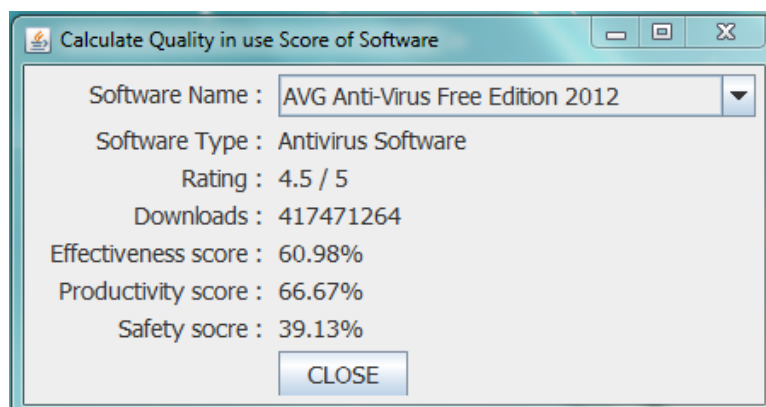 Calculate Quality in use Score of Software
Software Name : AVG Anti-Virus Free Edition 2012
Software Type : Antivirus Software
Rating : 4.5 / 5
Downloads : 417471264
Effectiveness score : 60.98%
Productivity score : 66.67%
Safety socre : 39.13%
CLOSE